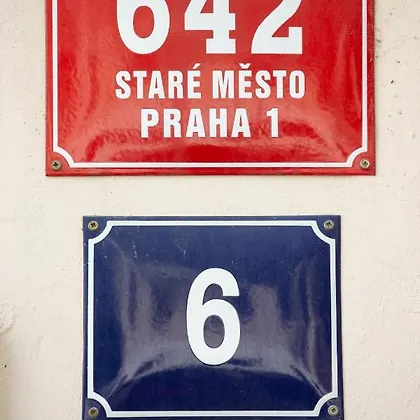 642
STARÉ MĚSTO
PRAHA 1
6